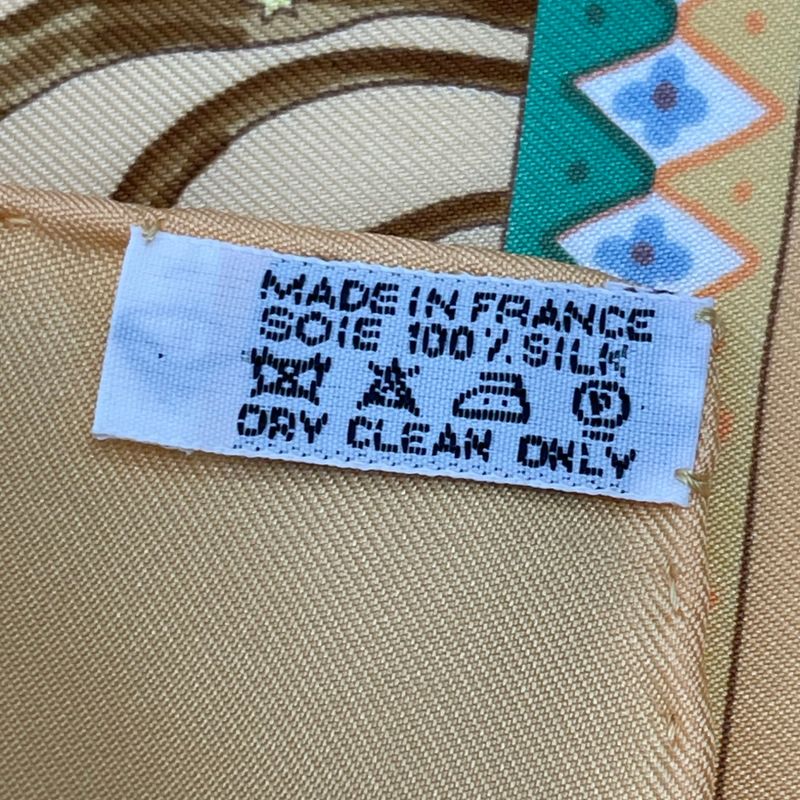 MADE IN FRANCE
SOIE 100% SILK
P
DRY CLEAN ONLY